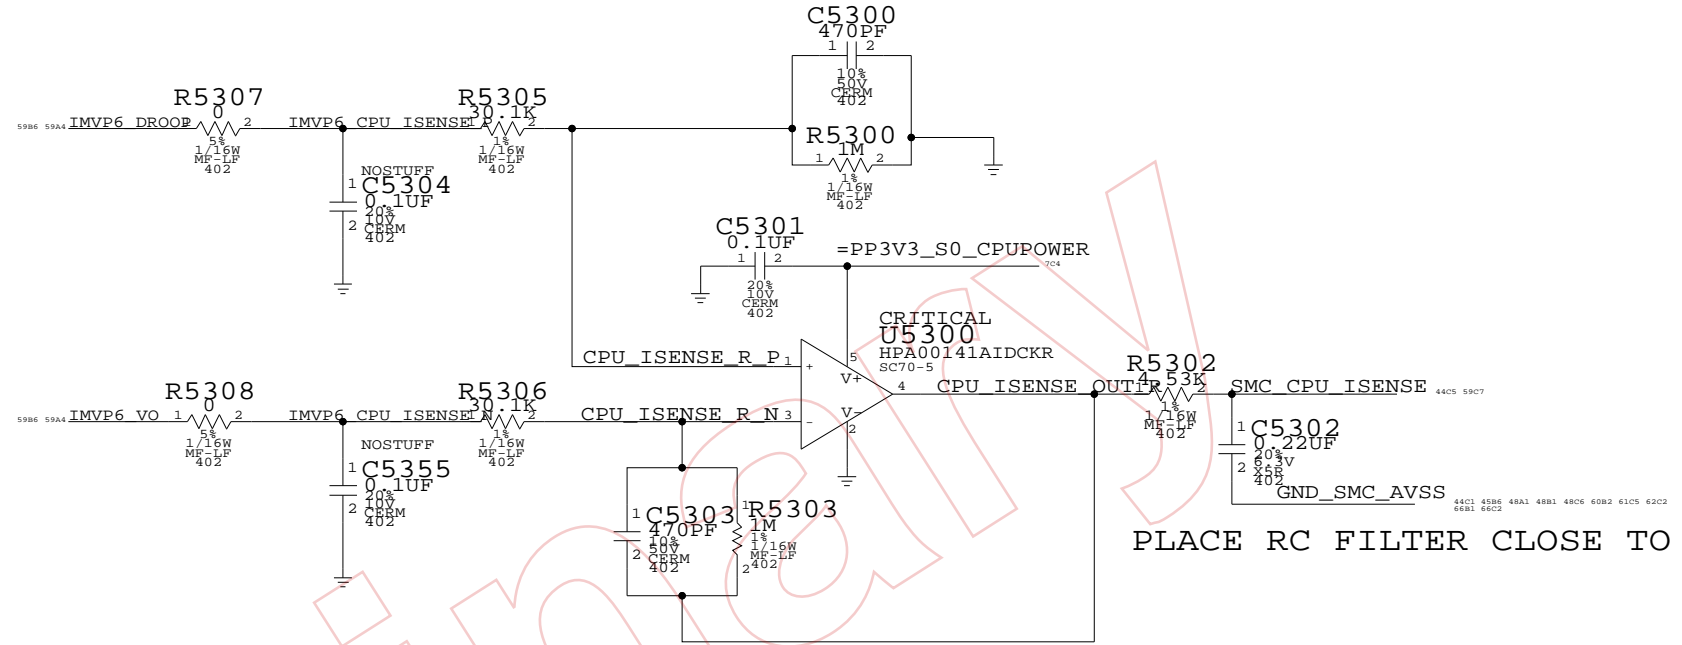 C5300
470PF
1 2
10%
50V
CERM
402
R5307
0
59B6 59A4 IMVP6_DROOP 2
5%
1/16W
MF-LF
402
IMVP6_CPU_ISENSE_P
R5305
30.1K
1 2
1%
1/16W
MF-LF
402
R5300
1M
1 2
1%
1/16W
MF-LF
402
NOSTUFF
1 C5304
0.1UF
20%
10V
2 CERM
402
C5301
0.1UF
1 2
20%
10V
CERM
402
=PP3V3_S0_CPUPOWER
7C4
CRITICAL
U5300
HPA00141AIDCKR
SC70-5
CPU_ISENSE_R_P 1
+
5
V+
4
V-
2
CPU_ISENSE_R_N 3
-
CPU_ISENSE_OUT
R5302
4.53K
1 2
1%
1/16W
MF-LF
402
SMC_CPU_ISENSE 44C5 59C7
R5308
0
59B6 59A4 IMVP6_VO 1 2
5%
1/16W
MF-LF
402
IMVP6_CPU_ISENSE_N
R5306
30.1K
1 2
1%
1/16W
MF-LF
402
NOSTUFF
1 C5355
0.1UF
20%
10V
2 CERM
402
1 C5302
0.22UF
20%
6.3V
2 X5R
402
GND_SMC_AVSS 44C1 45B6 48A1 48B1 48C6 60B2 61C5 62C2
66B1 66C2
1 C5303
470PF
10%
50V
2 CERM
402
1 R5303
1M
1%
1/16W
MF-LF
2 402
PLACE RC FILTER CLOSE TO
inary